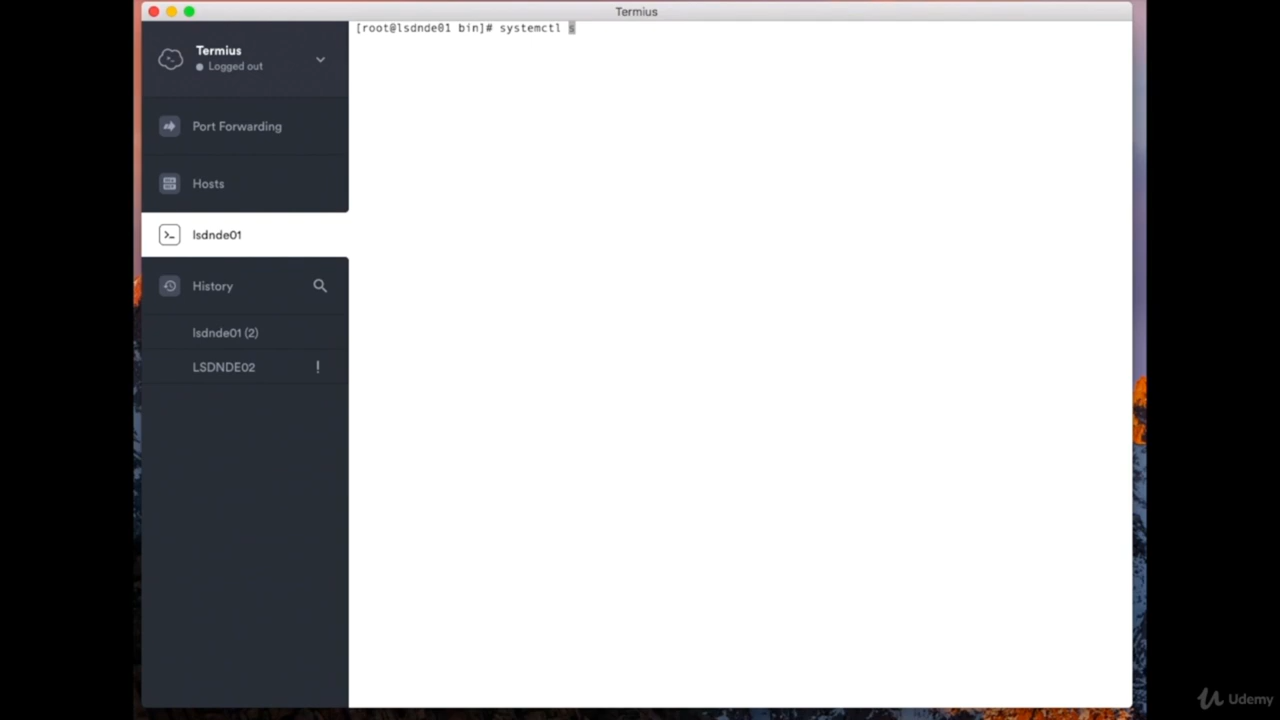 Termius
[root@lsdnde01 bin]# systemctl s
Termius
Logged out
Port Forwarding
Hosts
lsdnde01
History
lsdnde01 (2)
LSDNDE02 !
Udemy